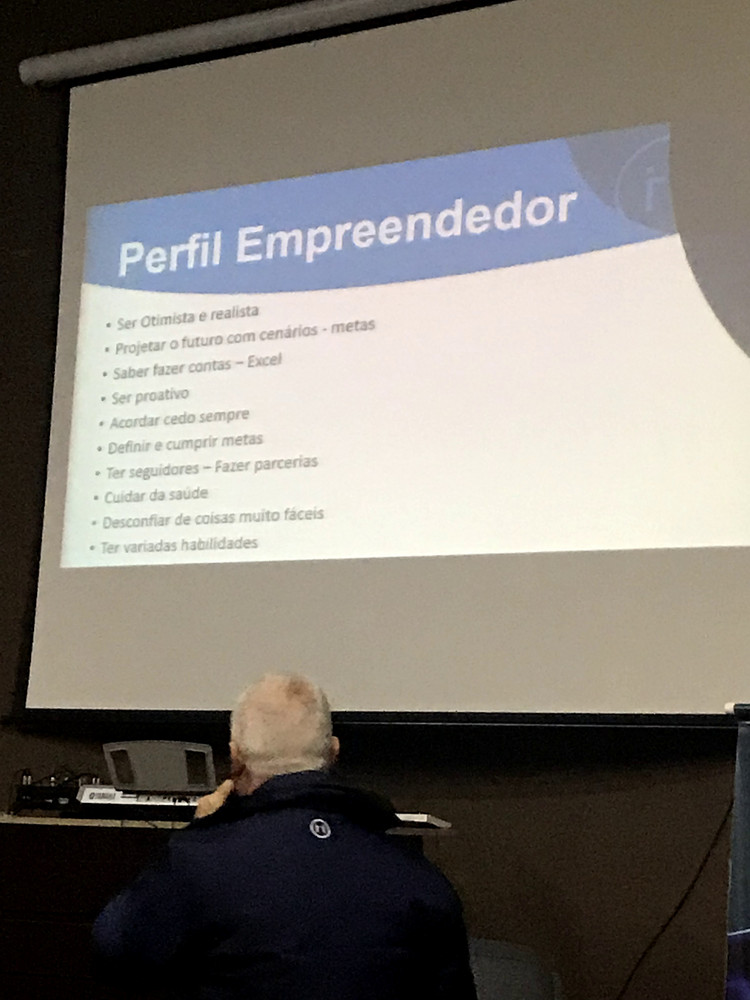 Perfil Empreendedor
• Ser Otimista e realista
• Projetar o futuro com cenários - metas
• Saber fazer contas – Excel
• Ser proativo
• Acordar cedo sempre
• Definir e cumprir metas
• Ter seguidores – Fazer parcerias
• Cuidar da saúde
• Desconfiar de coisas muito fáceis
• Ter variadas habilidades
YAMAHA